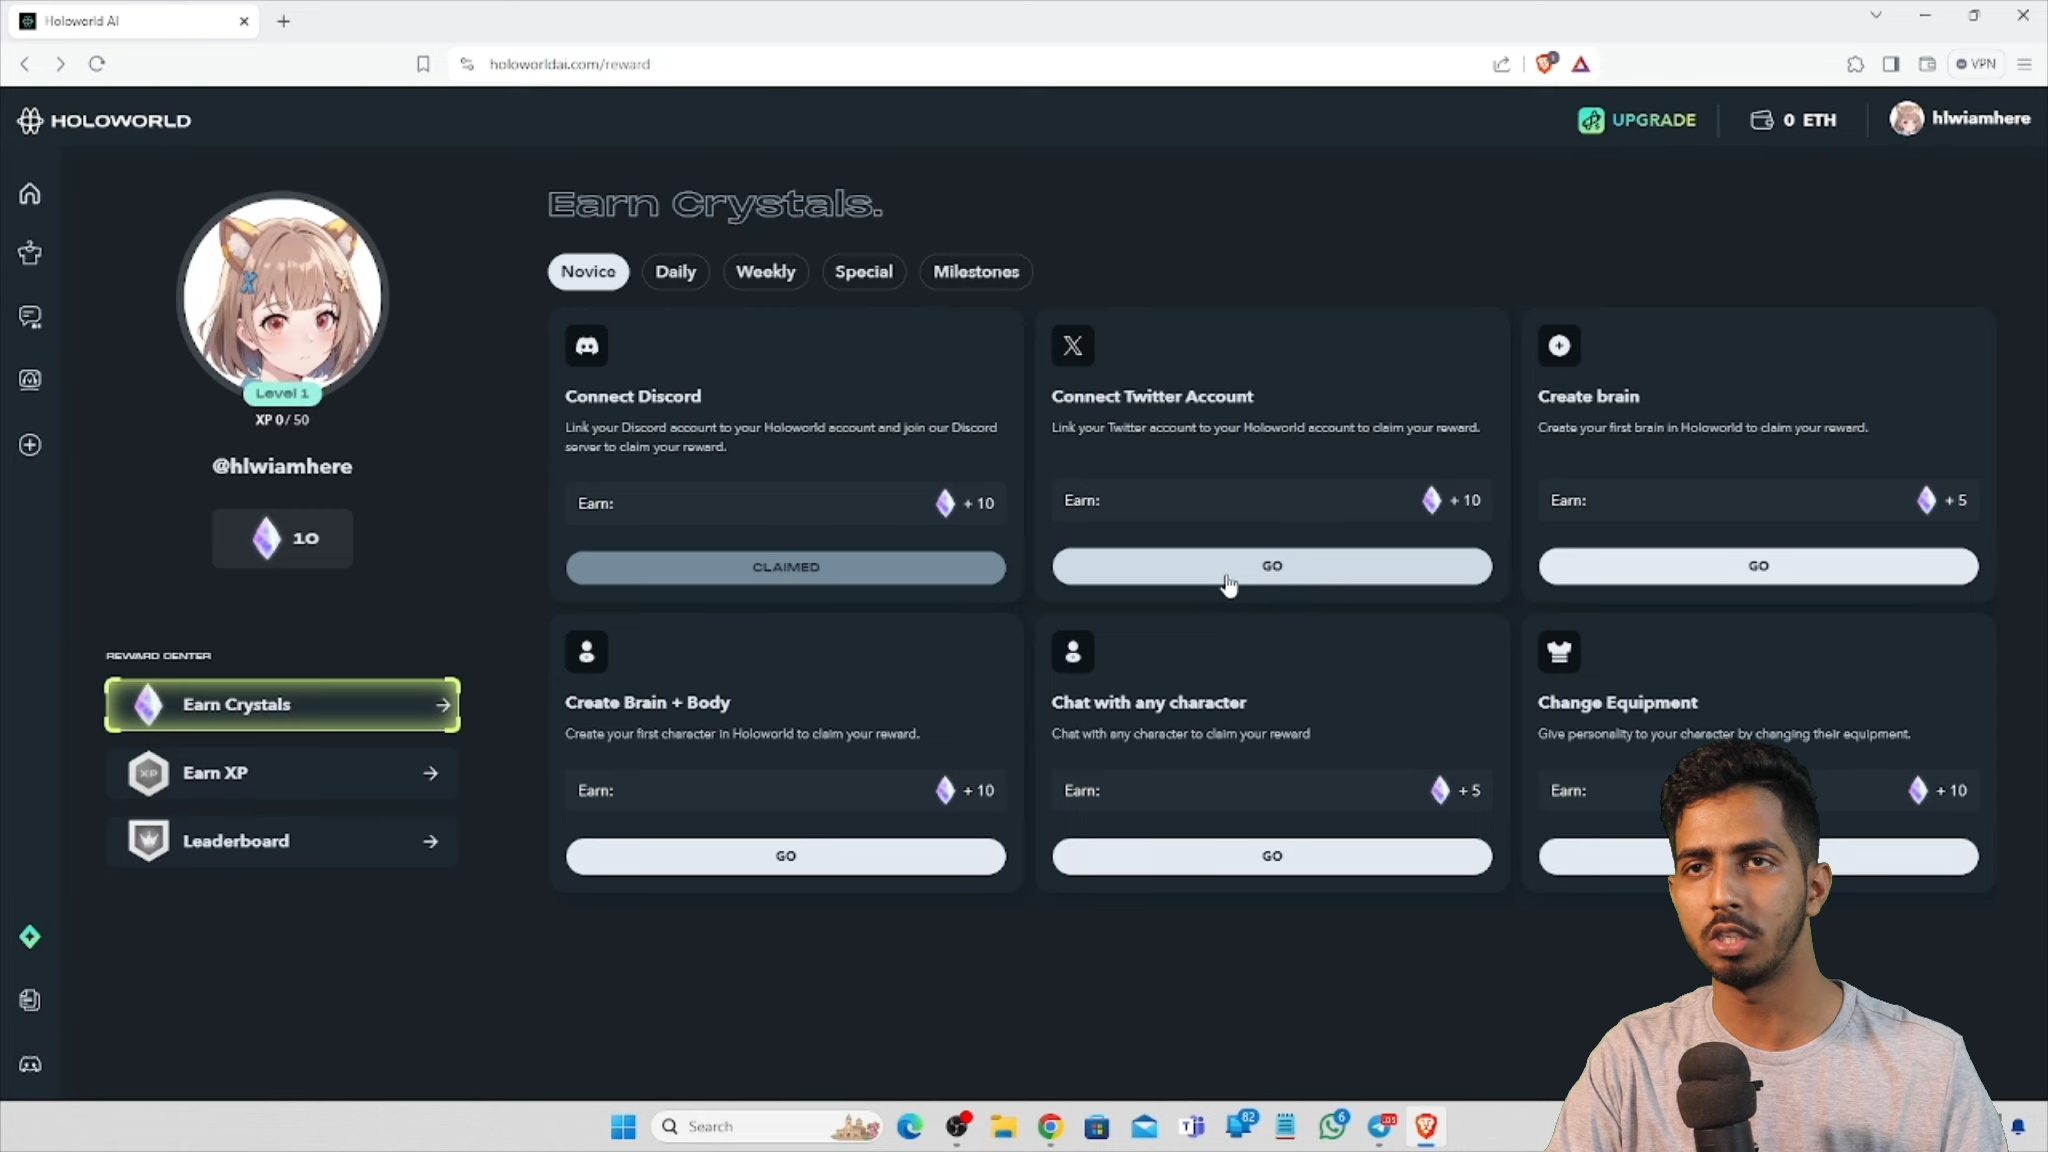 Holoworld AI
holoworldai.com/reward
VPN
HOLOWORLD
UPGRADE
0 ETH
hlwiamhere
Level 1
XP 0 / 50
@hlwiamhere
10
REWARD CENTER
Earn Crystals
XP
Earn XP
Leaderboard
Earn Crystals.
Novice
Daily
Weekly
Special
Milestones
Connect Discord
Link your Discord account to your Holoworld account and join our Discord
server to claim your reward.
Earn:
+ 10
CLAIMED
Connect Twitter Account
Link your Twitter account to your Holoworld account to claim your reward.
Earn:
+ 10
GO
Create brain
Create your first brain in Holoworld to claim your reward.
Earn:
+ 5
GO
Create Brain + Body
Create your first character in Holoworld to claim your reward.
Earn:
+ 10
GO
Chat with any character
Chat with any character to claim your reward
Earn:
+ 5
GO
Change Equipment
Give personality to your character by changing their equipment.
Earn:
+ 10
Search
82
6